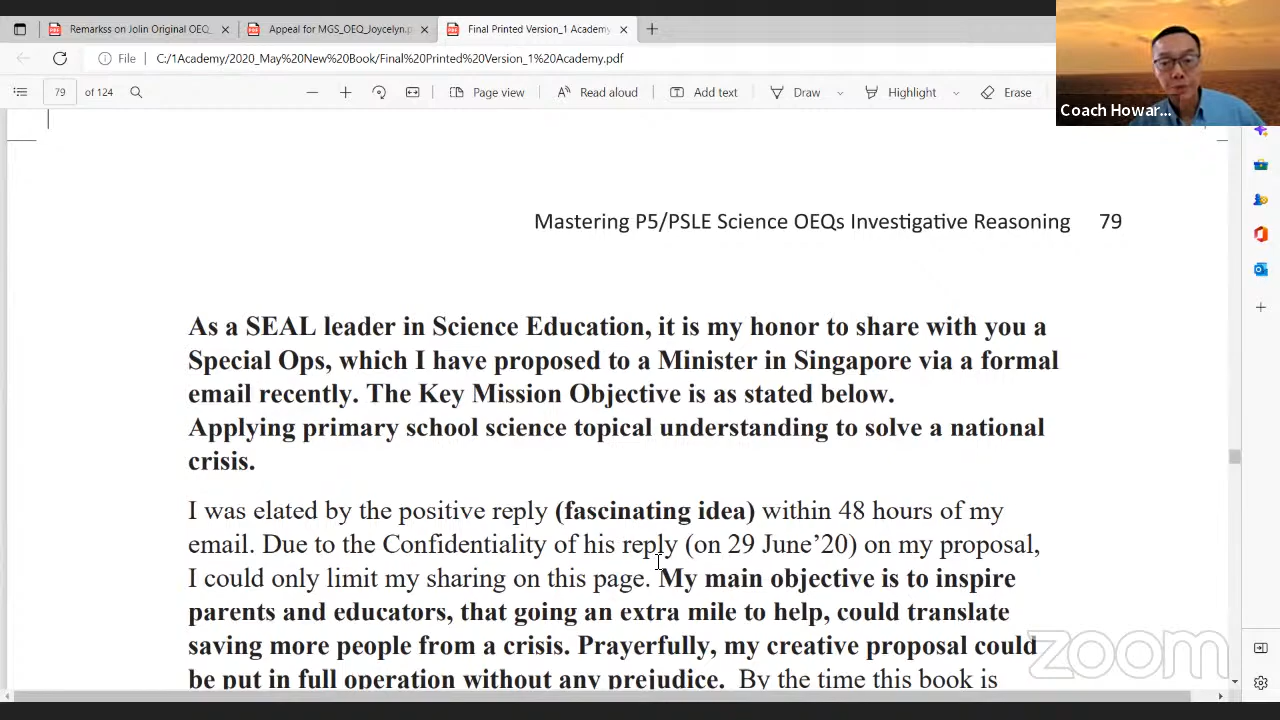 Remarkss on Jolin Original OEQ_
Appeal for MGS_OEQ_Joycelyn.p
Final Printed Version_1 Academy
File
C:/1Academy/2020_May%20New%20Book/Final%20Printed%20Version_1%20Academy.pdf
79 of 124
Page view
Read aloud
Add text
Draw
Highlight
Erase
Coach Howar...
Mastering P5/PSLE Science OEQs Investigative Reasoning 79
As a SEAL leader in Science Education, it is my honor to share with you a
Special Ops, which I have proposed to a Minister in Singapore via a formal
email recently. The Key Mission Objective is as stated below.
Applying primary school science topical understanding to solve a national
crisis.
I was elated by the positive reply (fascinating idea) within 48 hours of my
email. Due to the Confidentiality of his reply (on 29 June’20) on my proposal,
I could only limit my sharing on this page. My main objective is to inspire
parents and educators, that going an extra mile to help, could translate
saving more people from a crisis. Prayerfully, my creative proposal could
be put in full operation without any prejudice. By the time this book is
zoom